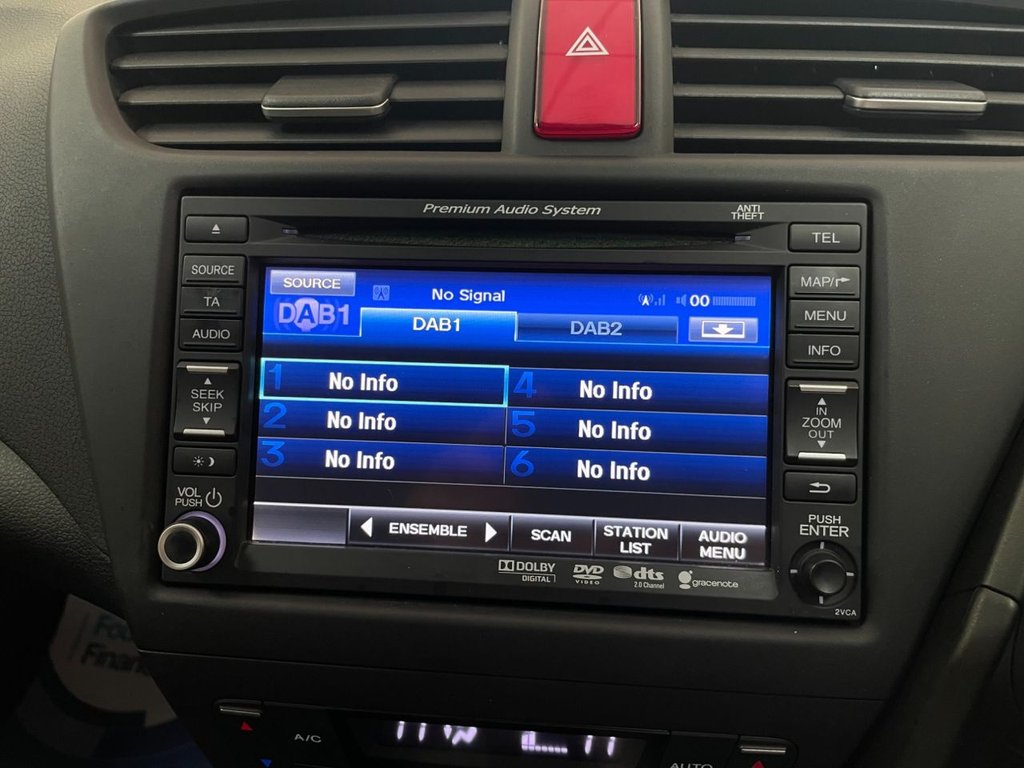 Premium Audio System
ANTI
THEFT
SOURCE
TA
AUDIO
SEEK
SKIP
VOL
PUSH
TEL
MAP/
MENU
INFO
IN
ZOOM
OUT
PUSH
ENTER
2VCA
SOURCE
No Signal
00
DAB1
DAB1
DAB2
1 No Info
2 No Info
3 No Info
4 No Info
5 No Info
6 No Info
ENSEMBLE
SCAN
STATION
LIST
AUDIO
MENU
DOLBY
DIGITAL
DVD
VIDEO
dts
2.0 Channel
gracenote
A/C
AUTO